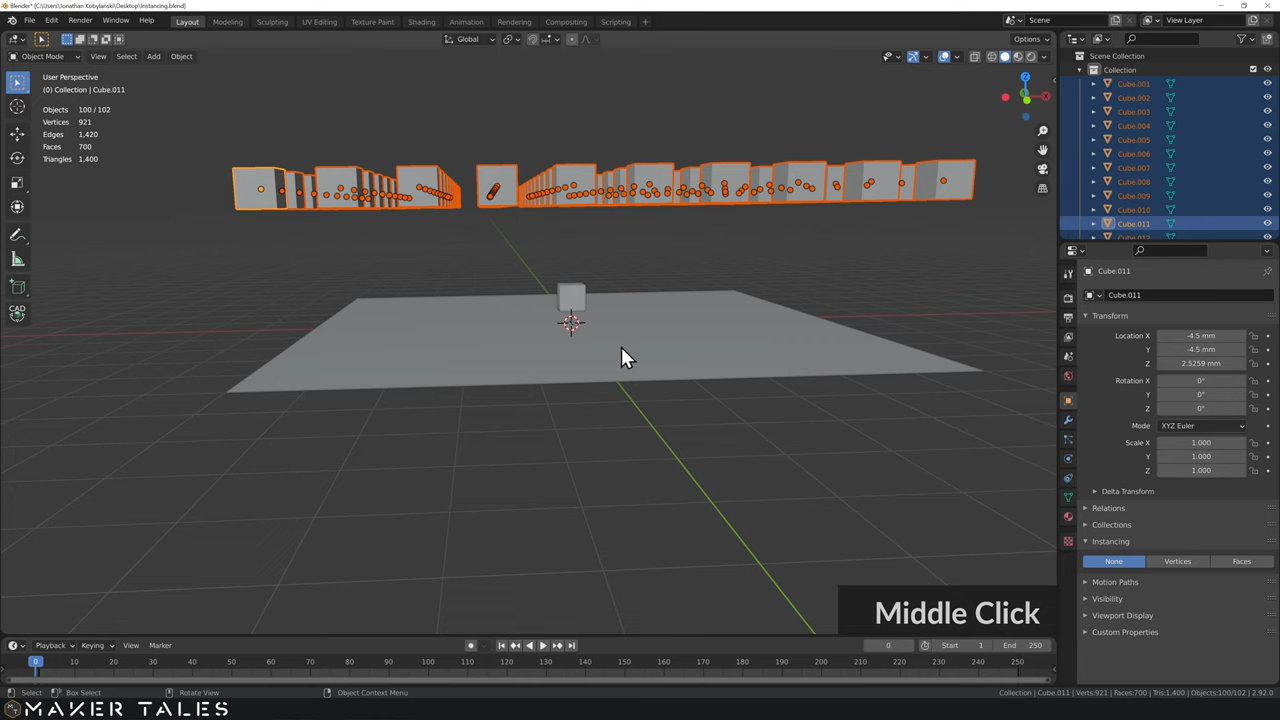 Blender* [C:\Users\Jonathan Kobylanski\Desktop\Instancing.blend]
File Edit Render Window Help Layout Modeling Sculpting UV Editing Texture Paint Shading Animation Rendering Compositing Scripting + Scene View Layer
Global Options
Object Mode View Select Add Object
User Perspective
(0) Collection | Cube.011
Objects 100 / 102
Vertices 921
Edges 1,420
Faces 700
Triangles 1,400
Z
X
CAD
Scene Collection
Collection
Cube.001
Cube.002
Cube.003
Cube.004
Cube.005
Cube.006
Cube.007
Cube.008
Cube.009
Cube.010
Cube.011
Cube.012
Cube.011
Cube.011
Transform
Location X -4.5 mm
Y -4.5 mm
Z 2.5259 mm
Rotation X 0°
Y 0°
Z 0°
Mode XYZ Euler
Scale X 1.000
Y 1.000
Z 1.000
Delta Transform
Relations
Collections
Instancing
None Vertices Faces
Motion Paths
Visibility
Viewport Display
Custom Properties
Middle Click
Playback Keying View Marker 0 Start 1 End 250
0 10 20 30 40 50 60 70 80 90 100 110 120 130 140 150 160 170 180 190 200 210 220 230 240 250
Select Box Select Rotate View Object Context Menu Collection | Cube.011 | Verts:921 | Faces:700 | Tris:1,400 | Objects:100/102 | 2.92.0
MAKER TALES